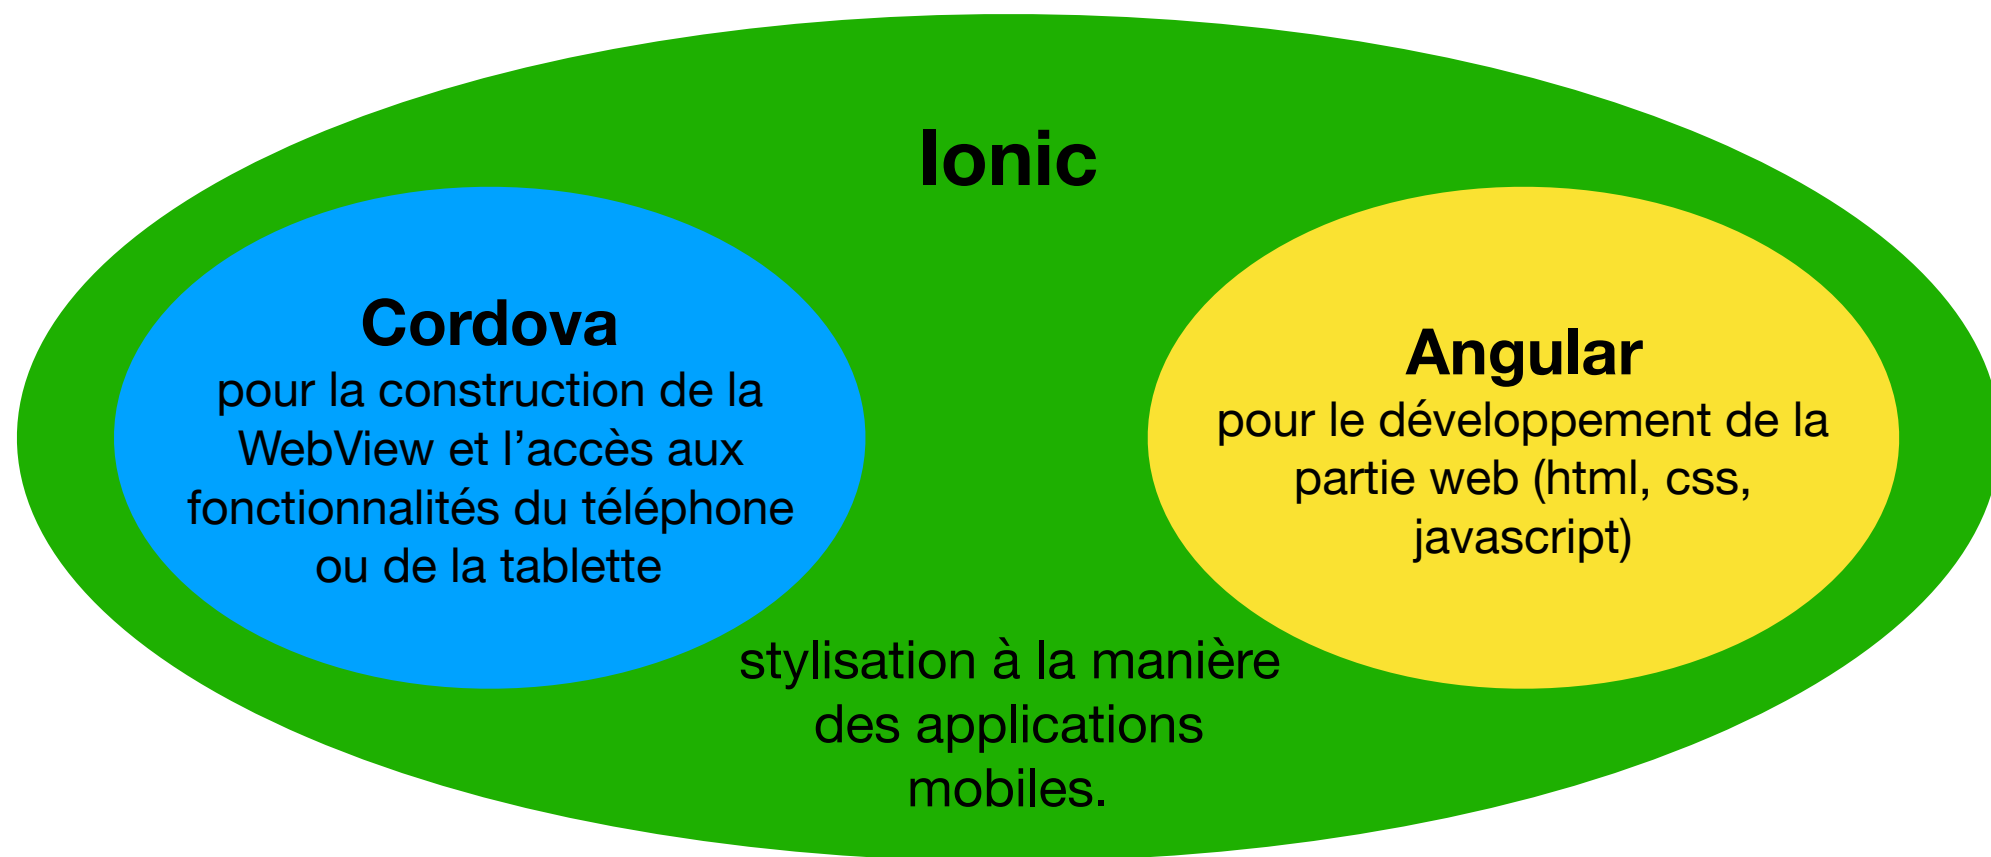 Ionic
Cordova
pour la construction de la
WebView et l’accès aux
fonctionnalités du téléphone
ou de la tablette
Angular
pour le développement de la
partie web (html, css,
javascript)
stylisation à la manière
des applications
mobiles.